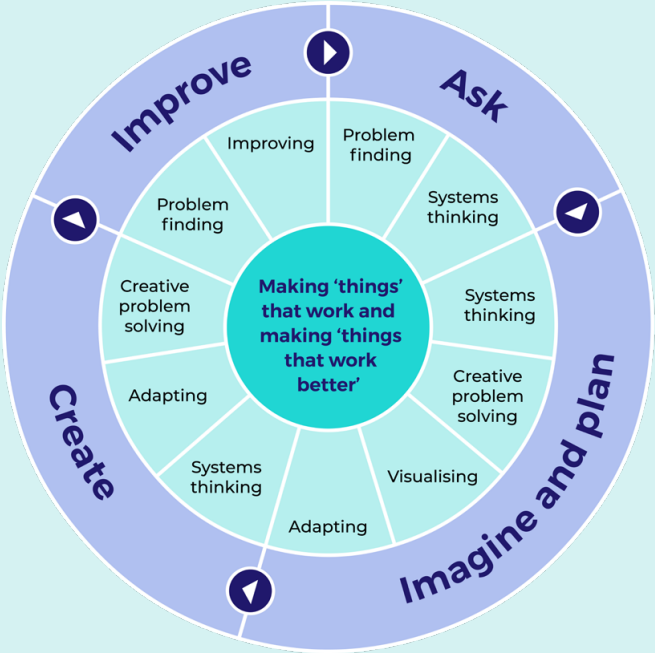 Improve
Ask
Imagine and plan
Create
Improving
Problem
finding
Systems
thinking
Systems
thinking
Creative
problem
solving
Visualising
Adapting
Systems
thinking
Adapting
Creative
problem
solving
Problem
finding
Making ‘things’
that work and
making ‘things
that work
better’